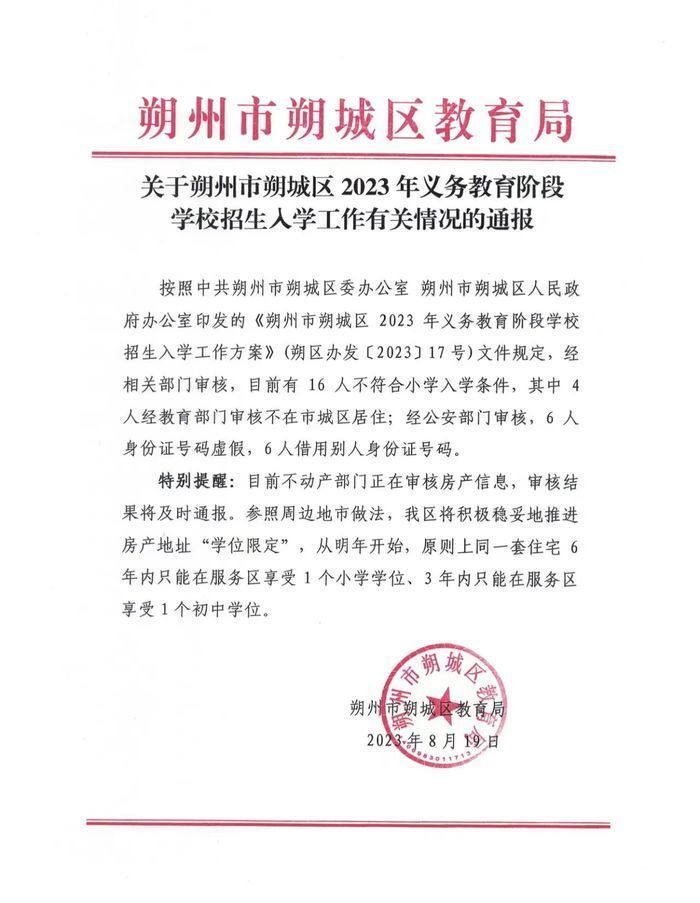 朔州市朔城区教育局
关于朔州市朔城区 2023 年义务教育阶段
学校招生入学工作有关情况的通报
按照中共朔州市朔城区委办公室 朔州市朔城区人民政
府办公室印发的《朔州市朔城区 2023 年义务教育阶段学校
招生入学工作方案》(朔区办发〔2023〕17 号)文件规定，经
相关部门审核，目前有 16 人不符合小学入学条件，其中 4
人经教育部门审核不在市城区居住；经公安部门审核，6 人
身份证号码虚假，6 人借用别人身份证号码。
特别提醒：目前不动产部门正在审核房产信息，审核结
果将及时通报。参照周边地市做法，我区将积极稳妥地推进
房产地址“学位限定”，从明年开始，原则上同一套住宅 6
年内只能在服务区享受 1 个小学学位、3 年内只能在服务区
享受 1 个初中学位。
朔州市朔城区教育局
朔州市朔城区教育局
2023 年 8 月 19 日